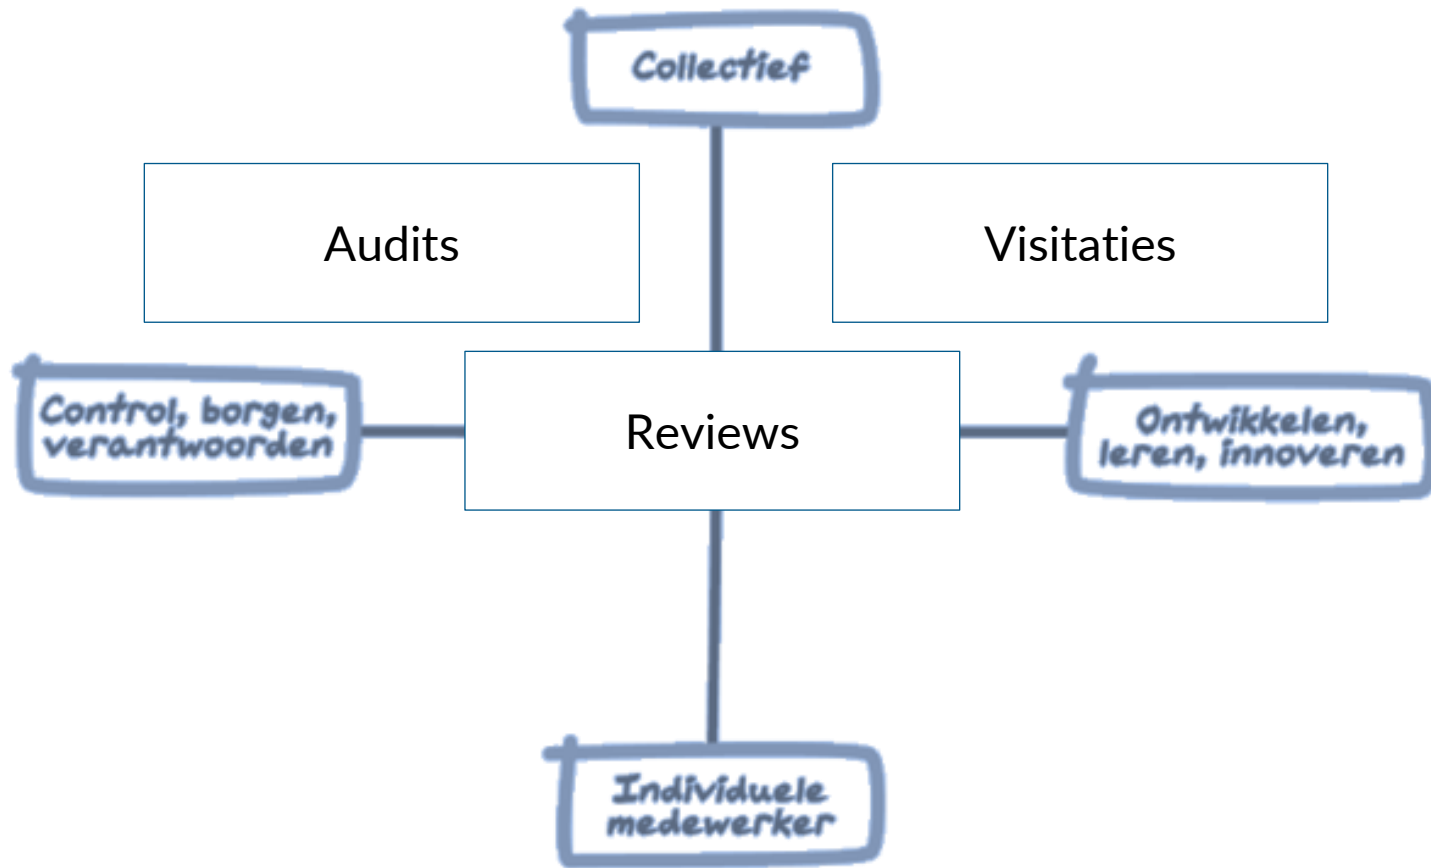 Collectief
Audits
Visitaties
Control, borgen,
verantwoorden
Reviews
Ontwikkelen,
leren, innoveren
Individuele
medewerker